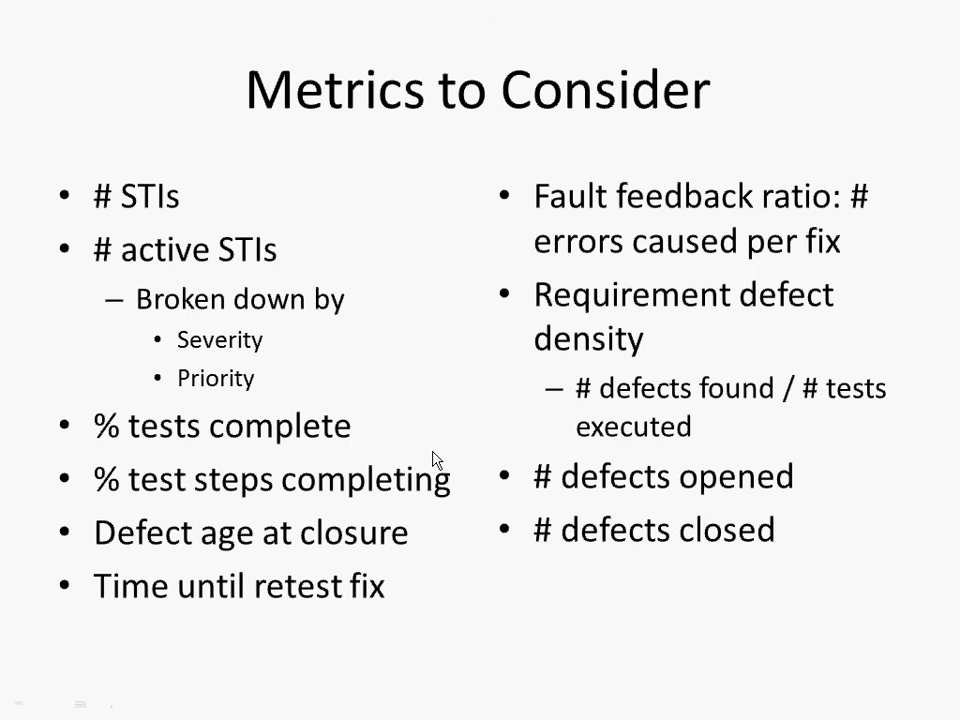 Metrics to Consider
• # STIs
• # active STIs
– Broken down by
• Severity
• Priority
• % tests complete
• % test steps completing
• Defect age at closure
• Time until retest fix
• Fault feedback ratio: #
errors caused per fix
• Requirement defect
density
– # defects found / # tests
executed
• # defects opened
• # defects closed